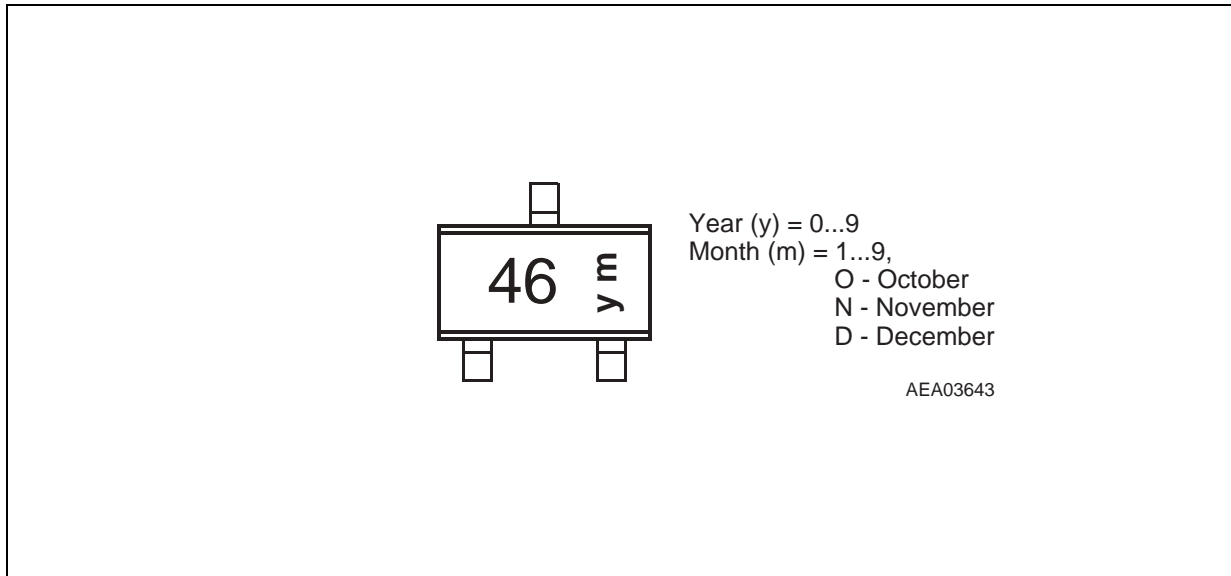 46
y m
Year (y) = 0...9
Month (m) = 1...9,
O - October
N - November
D - December
AEA03643